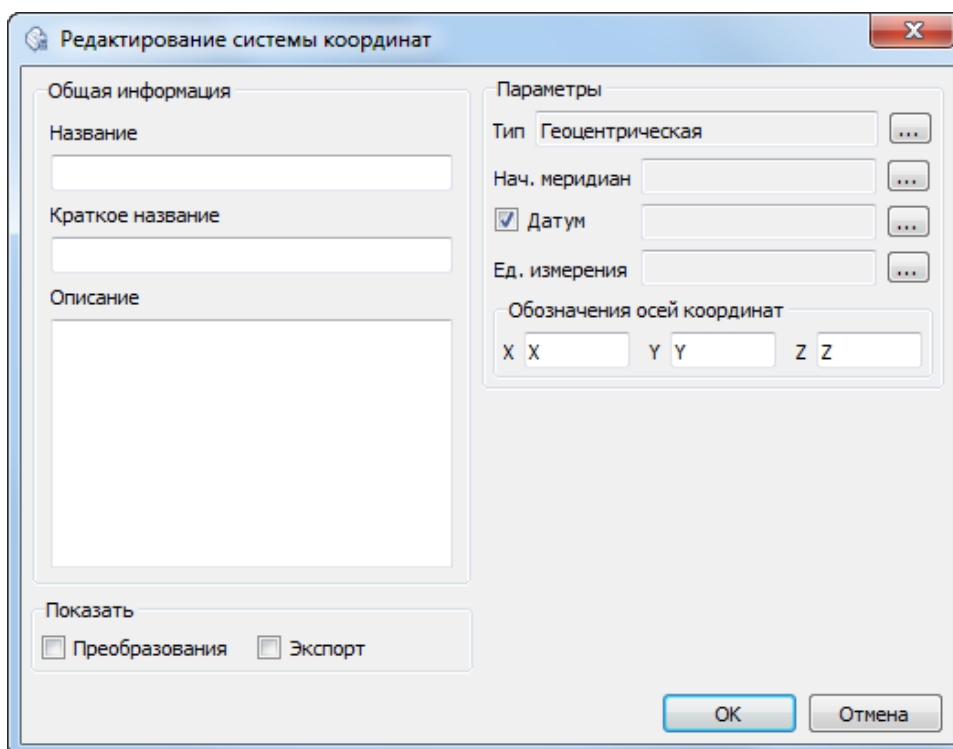 Редактирование системы координат
Общая информация
Название
Краткое название
Описание
Показать
Преобразования Экспорт
Параметры
Тип Геоцентрическая ...
Нач. меридиан ...
Датум ...
Ед. измерения ...
Обозначения осей координат
X X Y Y Z Z
OK Отмена